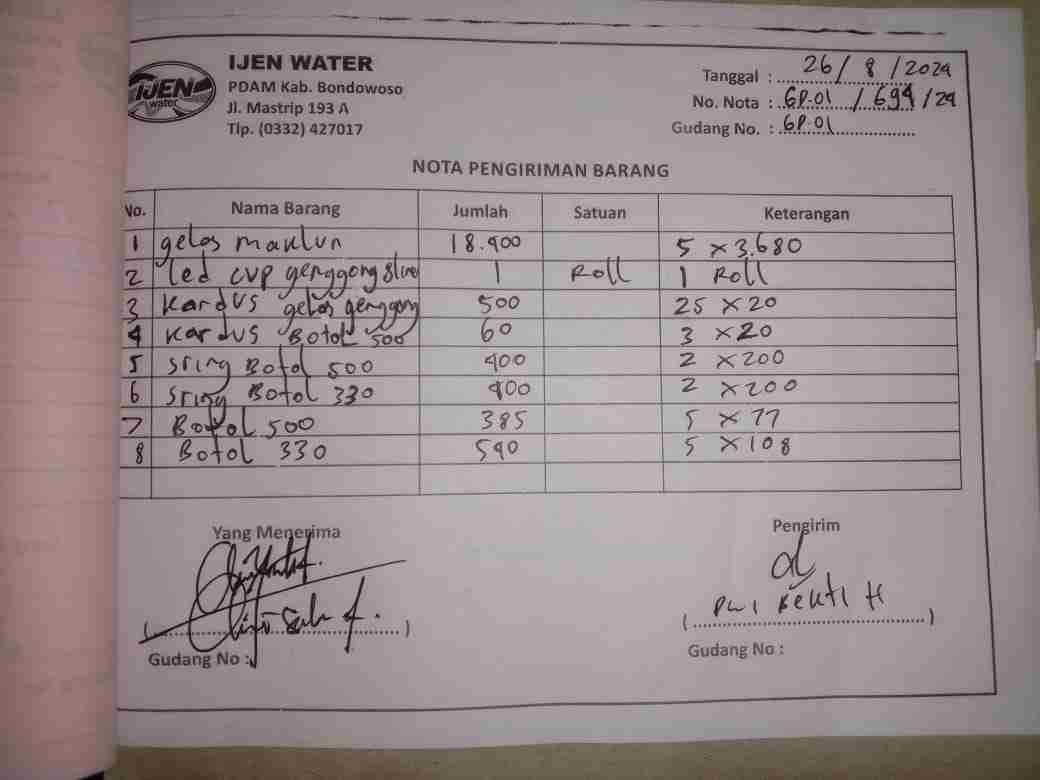 IJEN WATER
PDAM Kab. Bondowoso
Jl. Mastrip 193 A
Tlp. (0332) 427017
IJEN
water
Tanggal : 26 / 8 / 2024
No. Nota : GP.01 / 694 / 24
Gudang No. : GP.01
NOTA PENGIRIMAN BARANG
No. Nama Barang Jumlah Satuan Keterangan
1 gelas maklun 18.400 5 x 3.680
2 Led cup genggong 1 Roll 1 Roll
3 kardus gelas genggong 500 25 x 20
4 kardus Botol 500 60 3 x 20
5 sring Botol 500 400 2 x 200
6 sring Botol 330 400 2 x 200
7 Botol 500 385 5 x 77
8 Botol 330 540 5 x 108
Yang Menerima Pengirim
Dwi Bekti H
Gudang No : Gudang No :